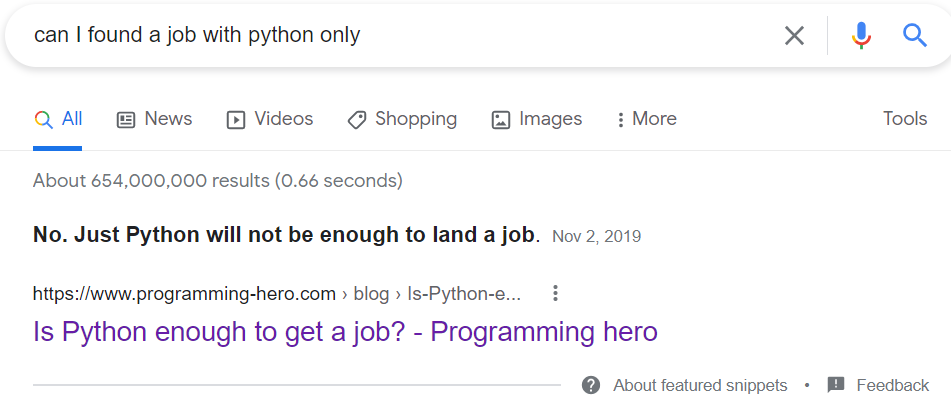 can I found a job with python only
All News Videos Shopping Images More Tools
About 654,000,000 results (0.66 seconds)
No. Just Python will not be enough to land a job. Nov 2, 2019
https://www.programming-hero.com › blog › Is-Python-e...
Is Python enough to get a job? - Programming hero
About featured snippets • Feedback